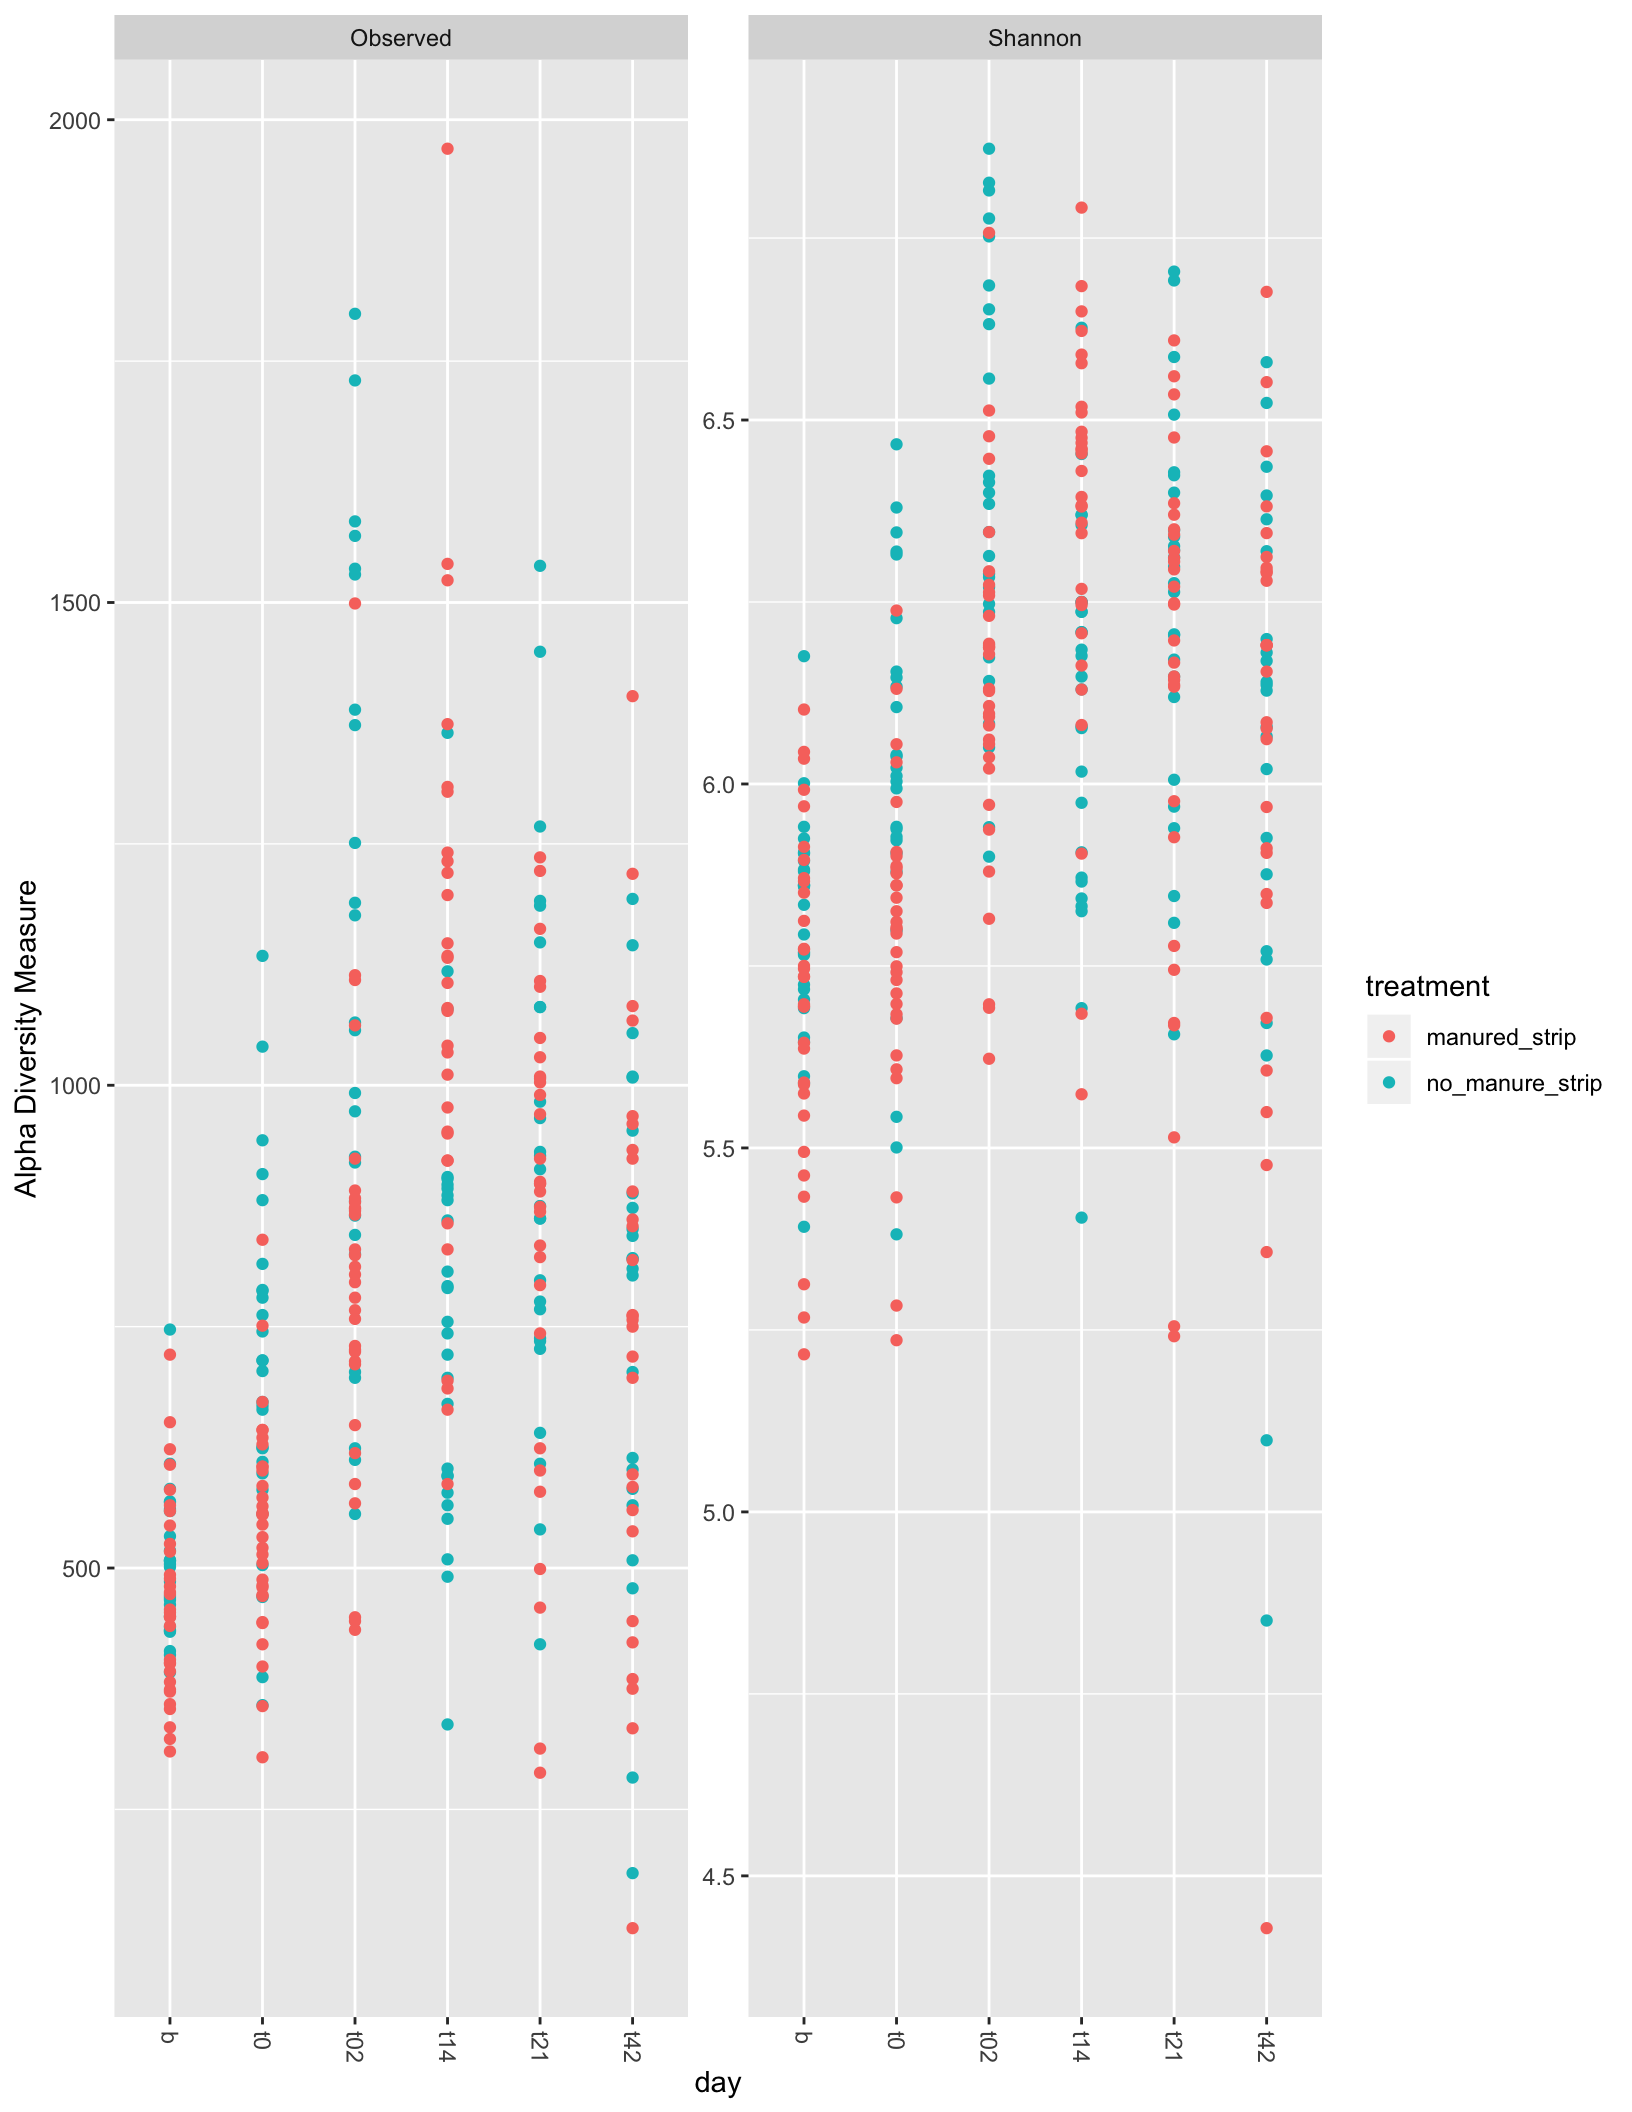 Observed
Shannon
Alpha Diversity Measure
2000
1500
1000
500
6.5
6.0
5.5
5.0
4.5
b
t0
t02
t14
t21
t42
b
t0
t02
t14
t21
t42
day
treatment
manured_strip
no_manure_strip